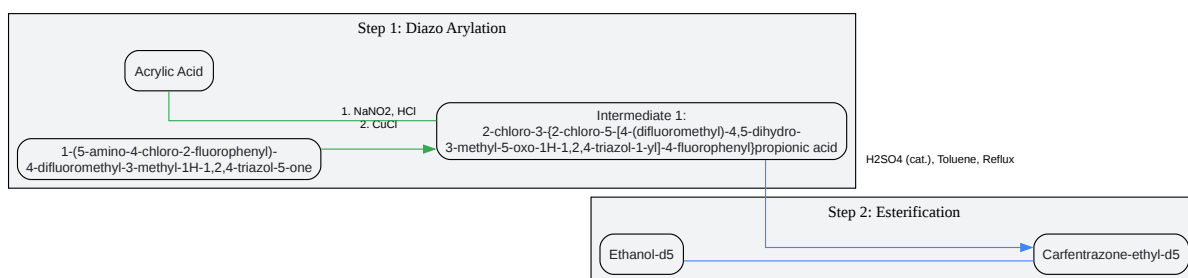 Step 1: Diazo Arylation
Acrylic Acid
1. NaNO2, HCl
2. CuCl
Intermediate 1:
2-chloro-3-{2-chloro-5-[4-(difluoromethyl)-4,5-dihydro-
3-methyl-5-oxo-1H-1,2,4-triazol-1-yl]-4-fluorophenyl}propionic acid
1-(5-amino-4-chloro-2-fluorophenyl)-
4-difluoromethyl-3-methyl-1H-1,2,4-triazol-5-one
H2SO4 (cat.), Toluene, Reflux
Step 2: Esterification
Ethanol-d5
Carfentrazone-ethyl-d5